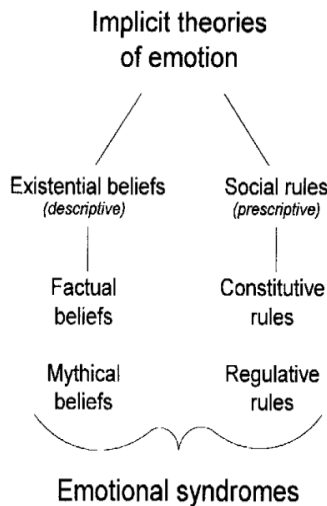 Implicit theories
of emotion
Existential beliefs
(descriptive)
Social rules
(prescriptive)
Factual
beliefs
Constitutive
rules
Mythical
beliefs
Regulative
rules
Emotional syndromes